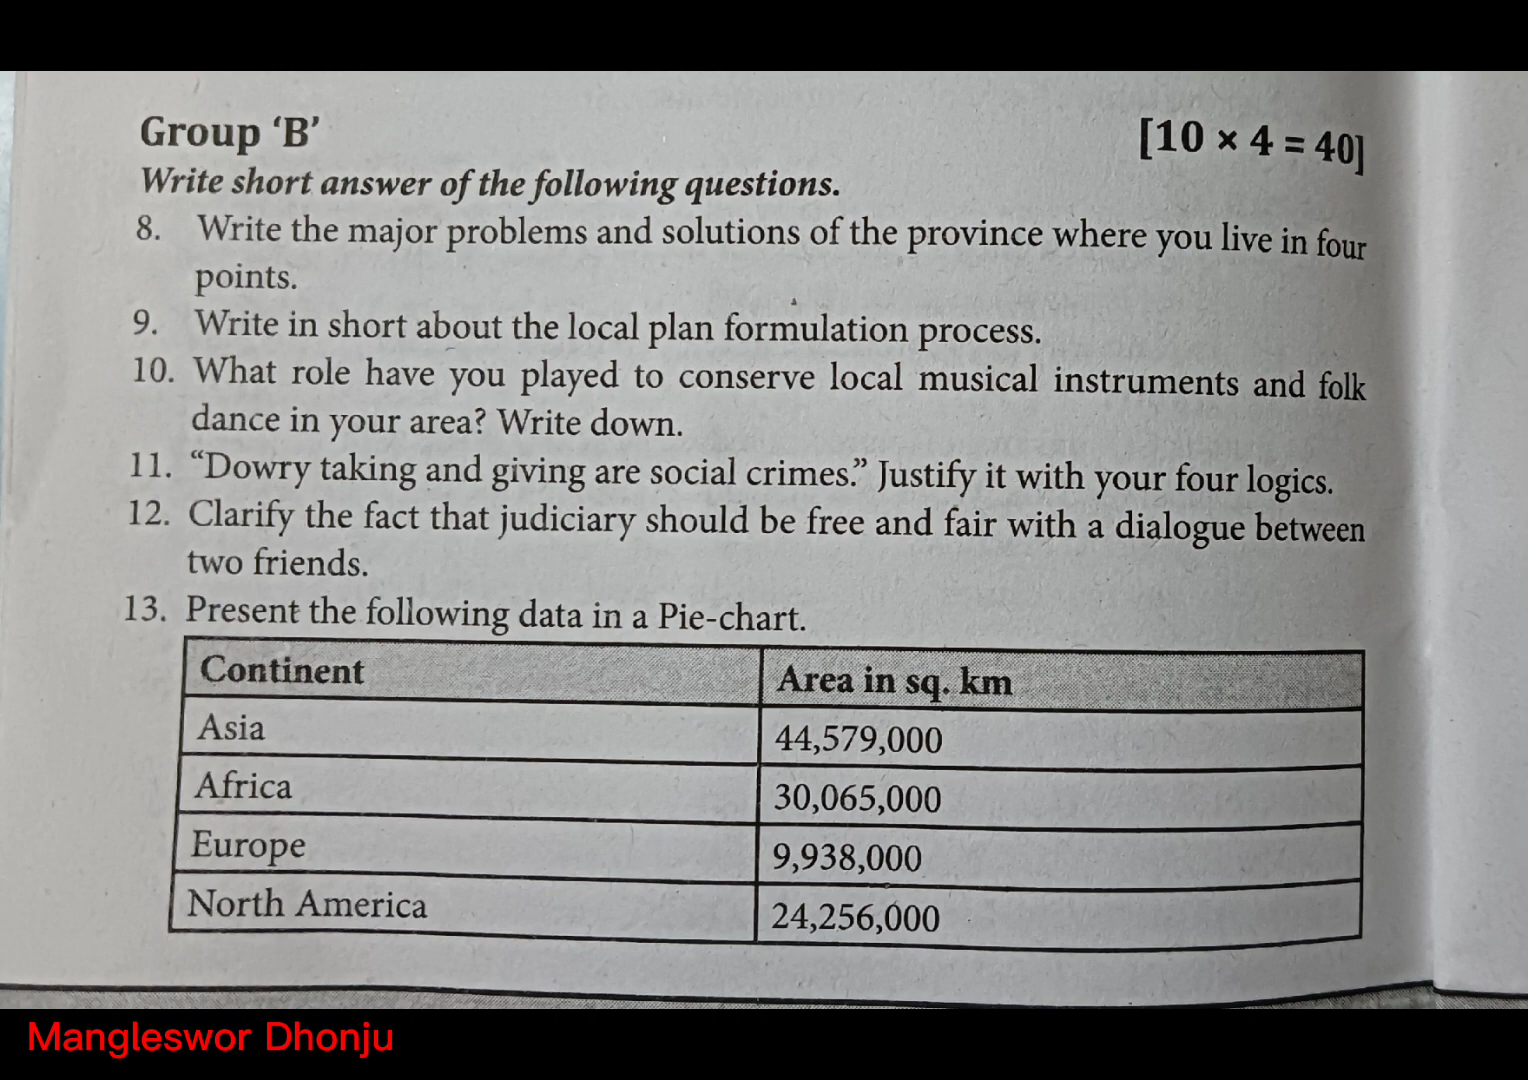 Group ‘B’ [10 × 4 = 40]
Write short answer of the following questions.
8. Write the major problems and solutions of the province where you live in four
points.
9. Write in short about the local plan formulation process.
10. What role have you played to conserve local musical instruments and folk
dance in your area? Write down.
11. “Dowry taking and giving are social crimes.” Justify it with your four logics.
12. Clarify the fact that judiciary should be free and fair with a dialogue between
two friends.
13. Present the following data in a Pie-chart.
Continent Area in sq. km
Asia 44,579,000
Africa 30,065,000
Europe 9,938,000
North America 24,256,000
Mangleswor Dhonju